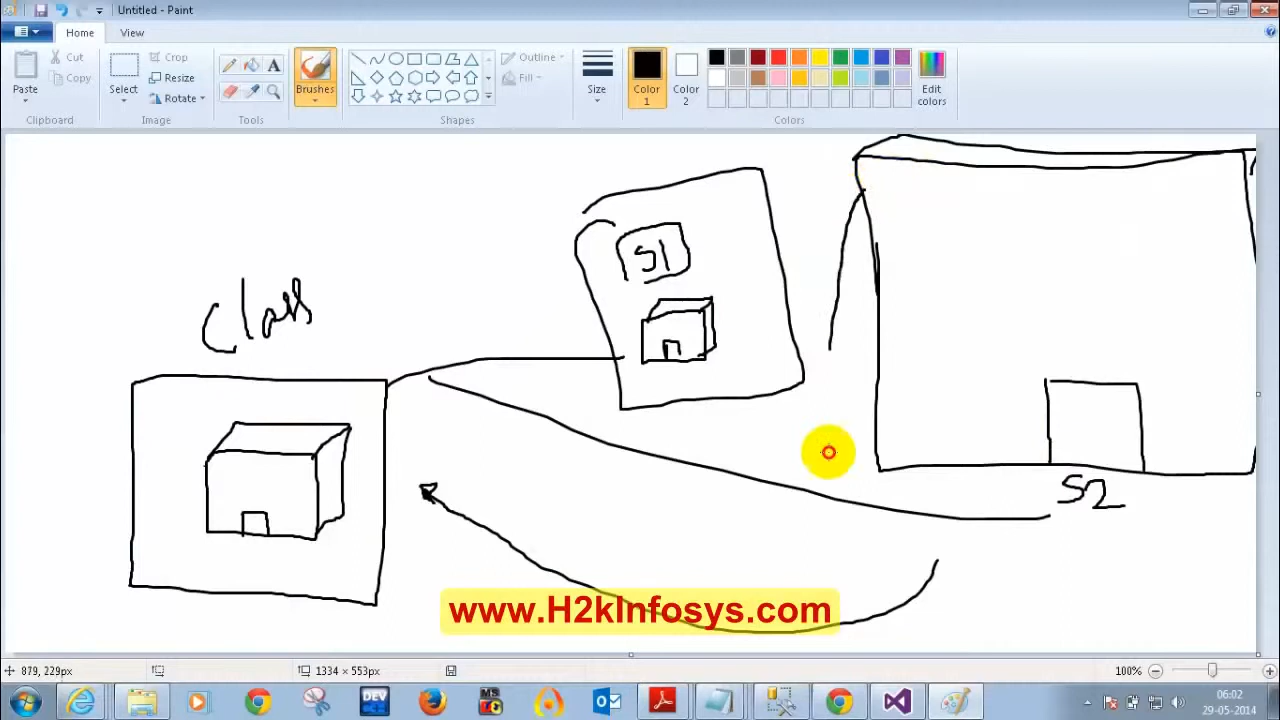 Untitled - Paint
Home
View
Paste
Cut
Copy
Clipboard
Select
Crop
Resize
Rotate
Image
A
Tools
Brushes
Outline
Fill
Shapes
Size
Color 1
Color 2
Edit colors
Colors
S1
Class
S2
www.H2kInfosys.com
879, 229px
1334 × 553px
100%
DEV
MS
06:02
29-05-2014